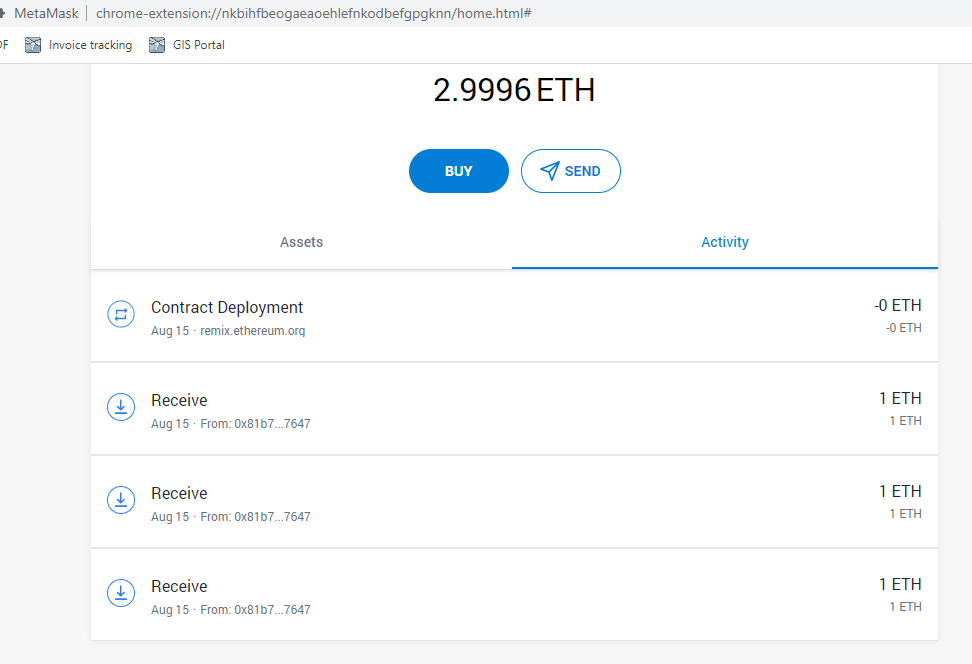 MetaMask | chrome-extension://nkbihfbeogaeaoehlefnkodbefgpgknn/home.html#
Invoice tracking GIS Portal
2.9996 ETH
BUY SEND
Assets Activity
Contract Deployment -0 ETH
Aug 15 · remix.ethereum.org -0 ETH
Receive 1 ETH
Aug 15 · From: 0x81b7...7647 1 ETH
Receive 1 ETH
Aug 15 · From: 0x81b7...7647 1 ETH
Receive 1 ETH
Aug 15 · From: 0x81b7...7647 1 ETH